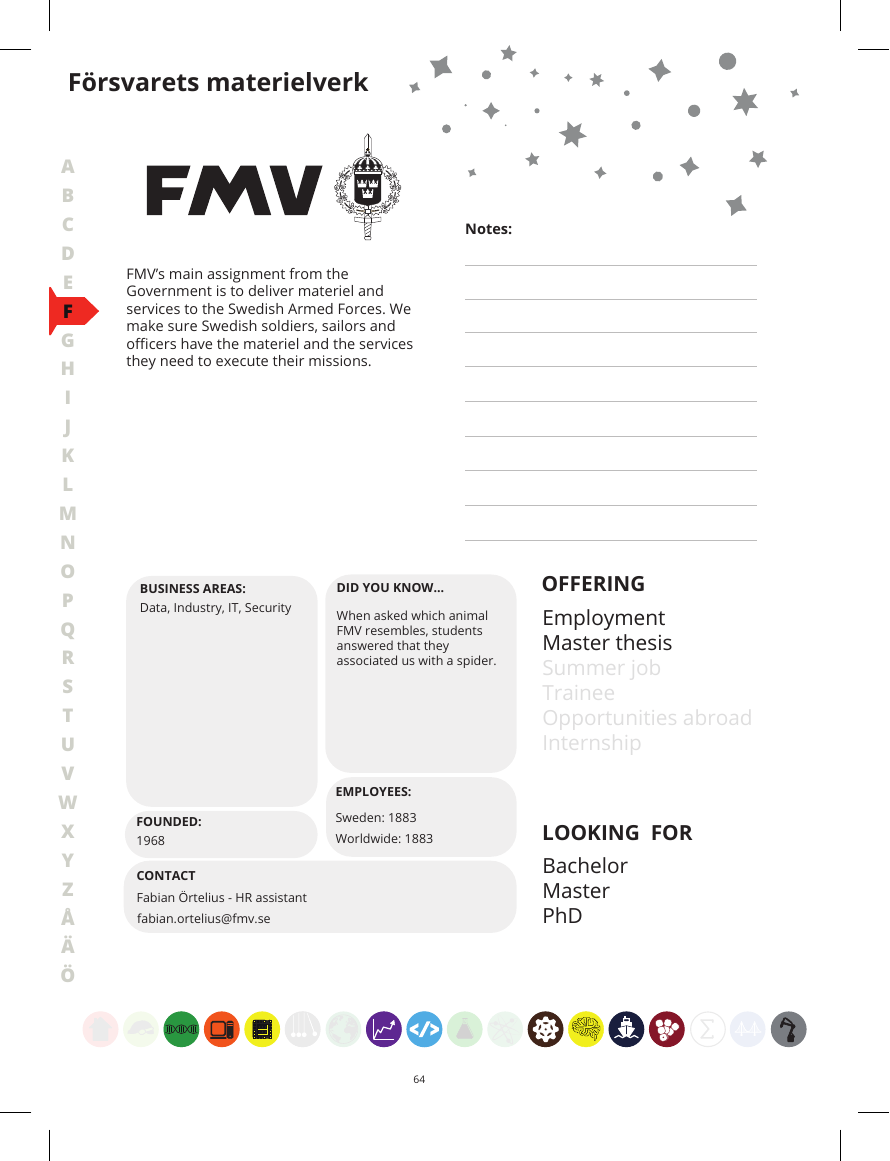 Försvarets materielverk
FMV
A
B
C
D
E
F
G
H
I
J
K
L
M
N
O
P
Q
R
S
T
U
V
W
X
Y
Z
Å
Ä
Ö
FMV’s main assignment from the
Government is to deliver materiel and
services to the Swedish Armed Forces. We
make sure Swedish soldiers, sailors and
officers have the materiel and the services
they need to execute their missions.
Notes:
BUSINESS AREAS:
Data, Industry, IT, Security
DID YOU KNOW...
When asked which animal
FMV resembles, students
answered that they
associated us with a spider.
EMPLOYEES:
Sweden: 1883
Worldwide: 1883
FOUNDED:
1968
CONTACT
Fabian Örtelius - HR assistant
fabian.ortelius@fmv.se
OFFERING
Employment
Master thesis
Summer job
Trainee
Opportunities abroad
Internship
LOOKING FOR
Bachelor
Master
PhD
</>
Σ
64